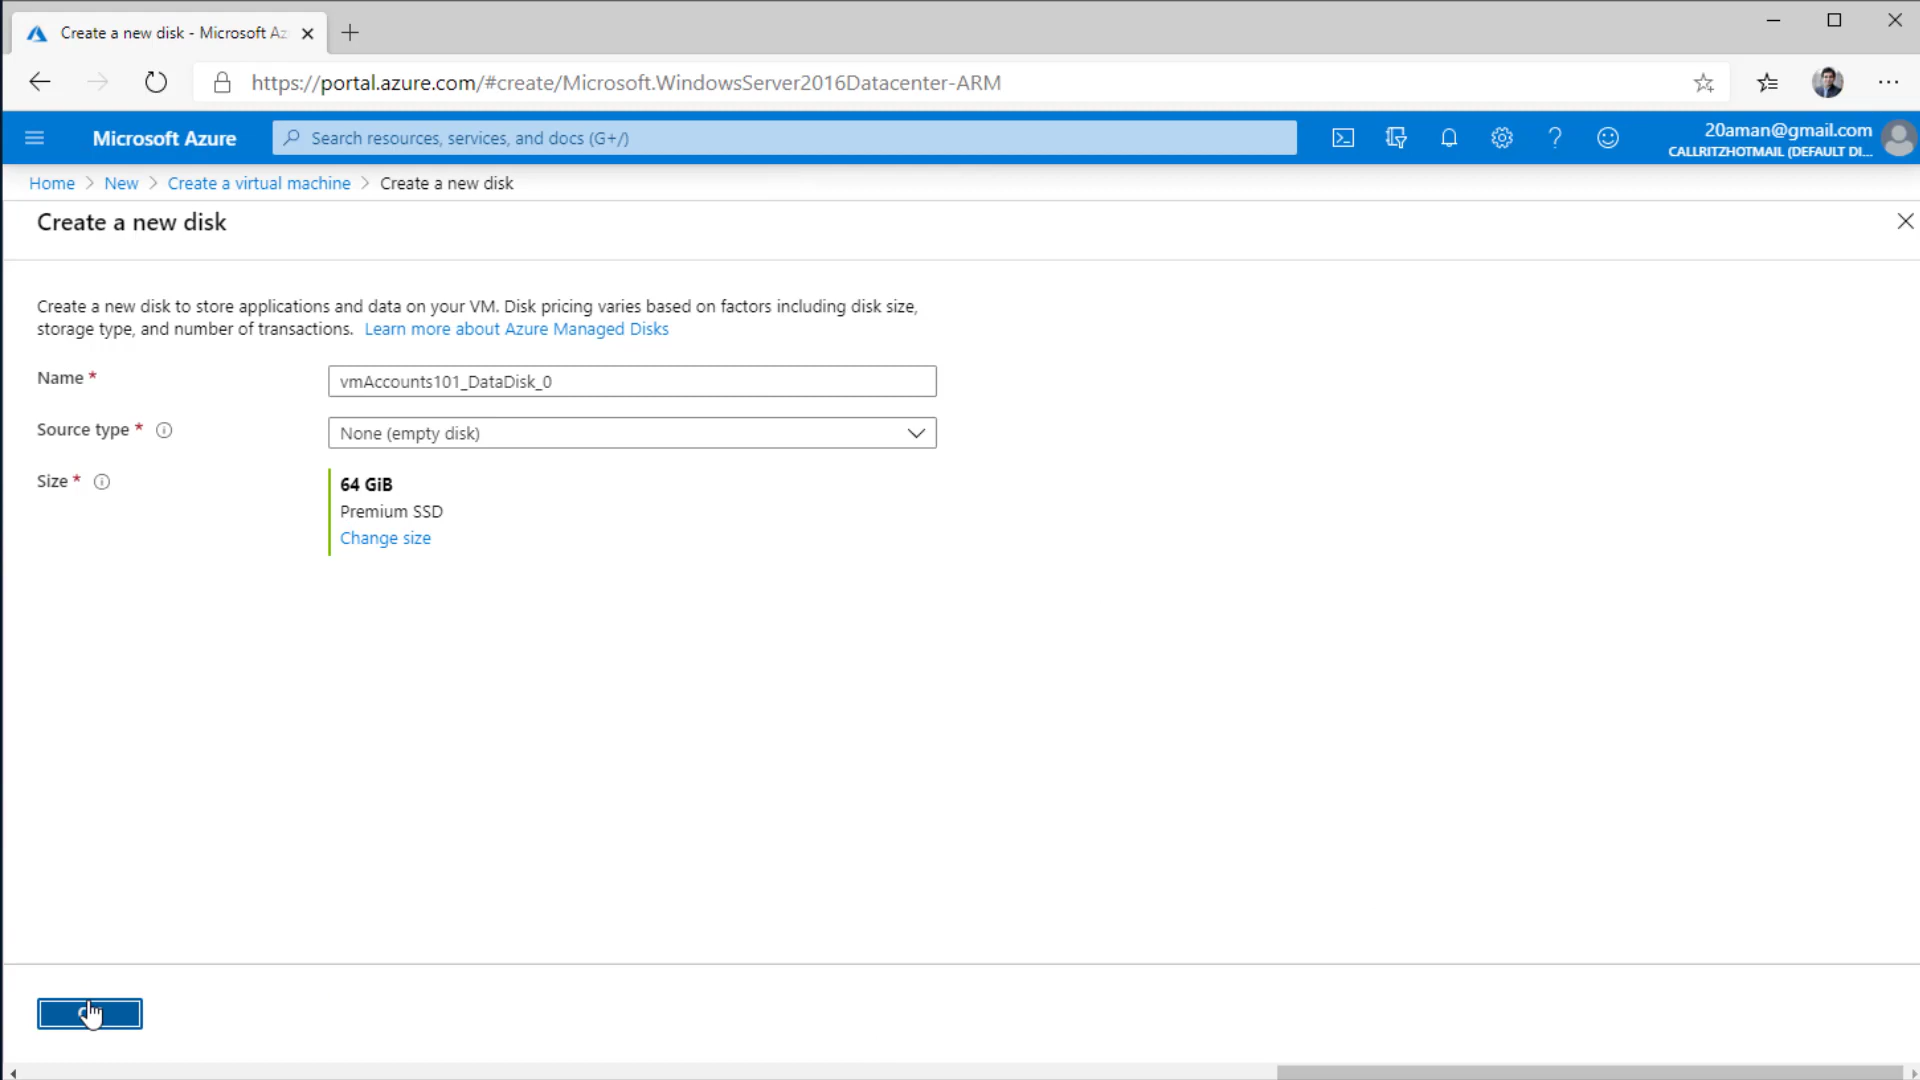 Create a new disk - Microsoft Az
https://portal.azure.com/#create/Microsoft.WindowsServer2016Datacenter-ARM
Microsoft Azure
Search resources, services, and docs (G+/)
20aman@gmail.com
CALLRITZHOTMAIL (DEFAULT DI...
Home > New > Create a virtual machine > Create a new disk
Create a new disk
Create a new disk to store applications and data on your VM. Disk pricing varies based on factors including disk size,
storage type, and number of transactions. Learn more about Azure Managed Disks
Name *
vmAccounts101_DataDisk_0
Source type *
None (empty disk)
Size *
64 GiB
Premium SSD
Change size